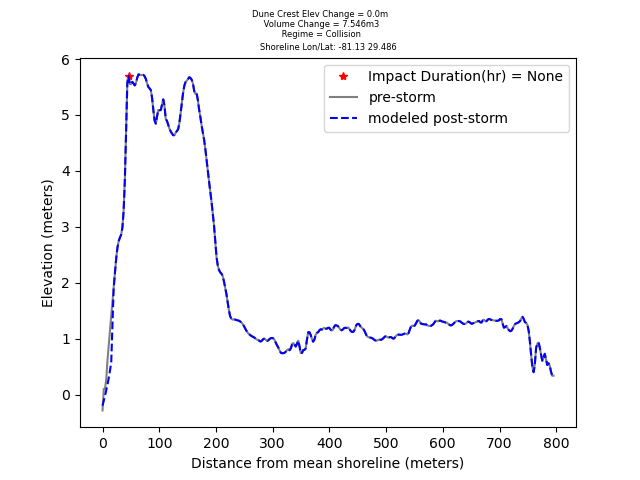 Dune Crest Elev Change = 0.0m
Volume Change = 7.546m3
Regime = Collision
Shoreline Lon/Lat: -81.13 29.486
Impact Duration(hr) = None
pre-storm
modeled post-storm
Elevation (meters)
6
5
4
3
2
1
0
0 100 200 300 400 500 600 700 800
Distance from mean shoreline (meters)